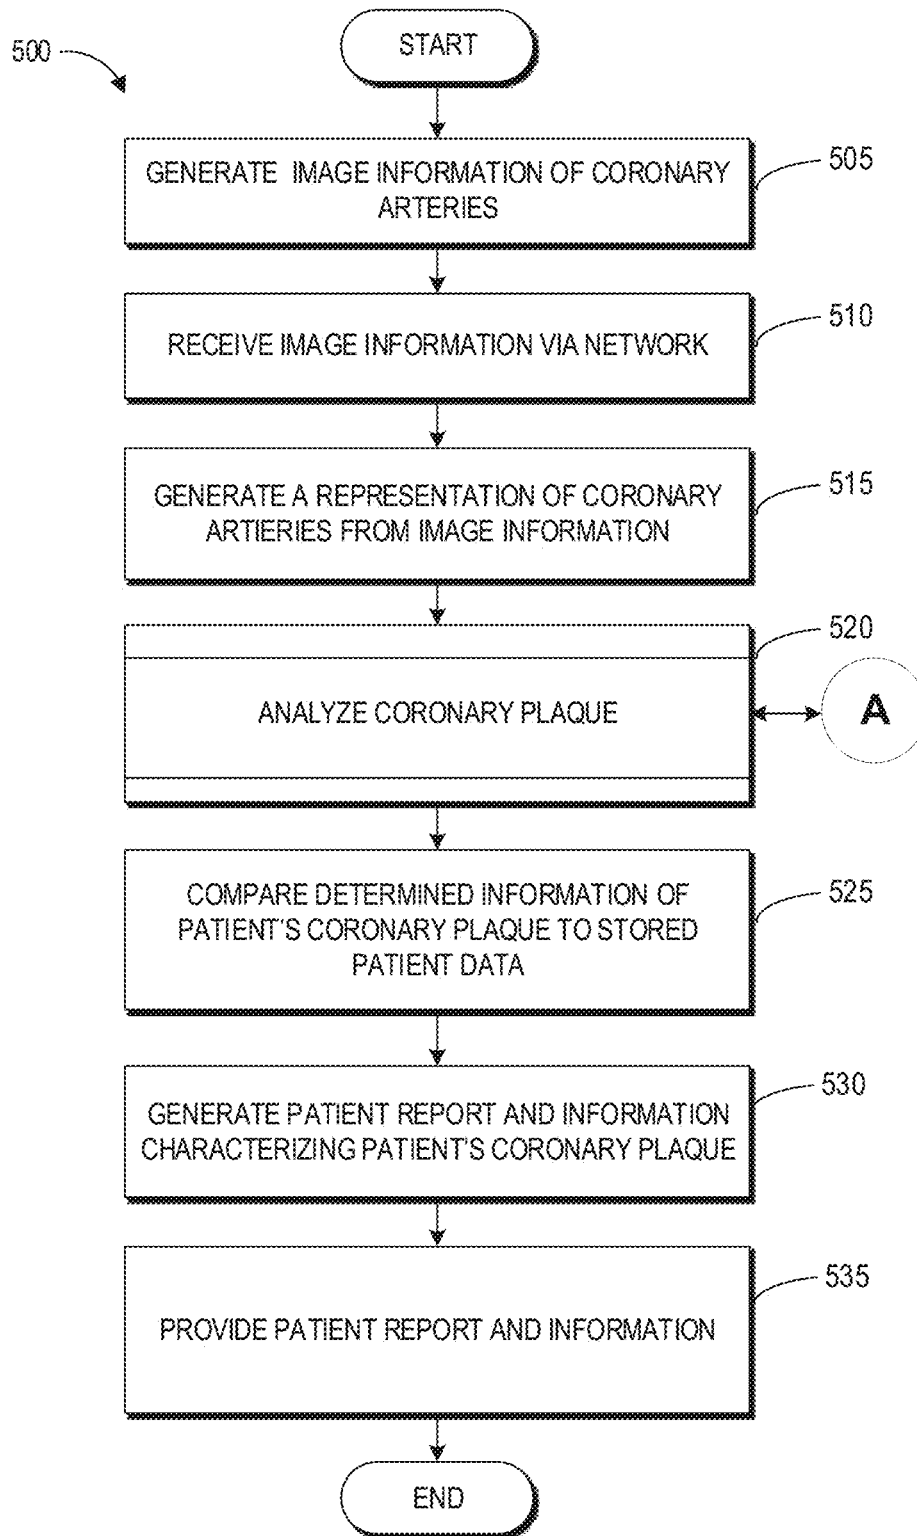 START
500
GENERATE IMAGE INFORMATION OF CORONARY
ARTERIES
505
RECEIVE IMAGE INFORMATION VIA NETWORK
510
GENERATE A REPRESENTATION OF CORONARY
ARTIERIES FROM IMAGE INFORMATION
515
520
ANALYZE CORONARY PLAQUE
A
COMPARE DETERMINED INFORMATION OF
PATIENT'S CORONARY PLAQUE TO STORED
PATIENT DATA
525
GENERATE PATIENT REPORT AND INFORMATION
CHARACTERIZING PATIENT'S CORONARY PLAQUE
530
PROVIDE PATIENT REPORT AND INFORMATION
535
END